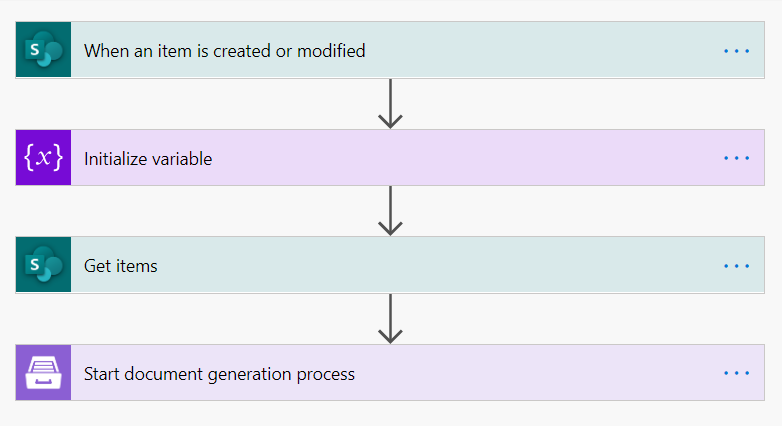 S
When an item is created or modified
...
{x}
Initialize variable
...
S
Get items
...
Start document generation process
...